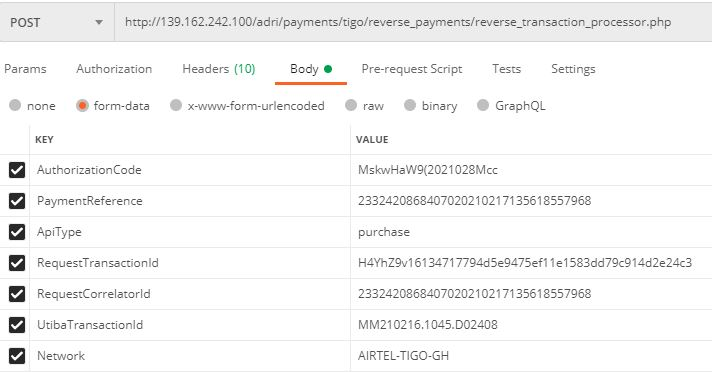 POST http://139.162.242.100/adri/payments/tigo/reverse_payments/reverse_transaction_processor.php
Params Authorization Headers (10) Body Pre-request Script Tests Settings
none form-data x-www-form-urlencoded raw binary GraphQL
KEY VALUE
AuthorizationCode MskwHaW9(2021028Mcc
PaymentReference 233242086840702021021713561855​7968
ApiType purchase
RequestTransactionId H4YhZ9v16134717794d5e9475ef11e1583dd79c914d2e24c3
RequestCorrelatorId 2332420868407020210217135618557968
UtibaTransactionId MM210216.1045.D02408
Network AIRTEL-TIGO-GH